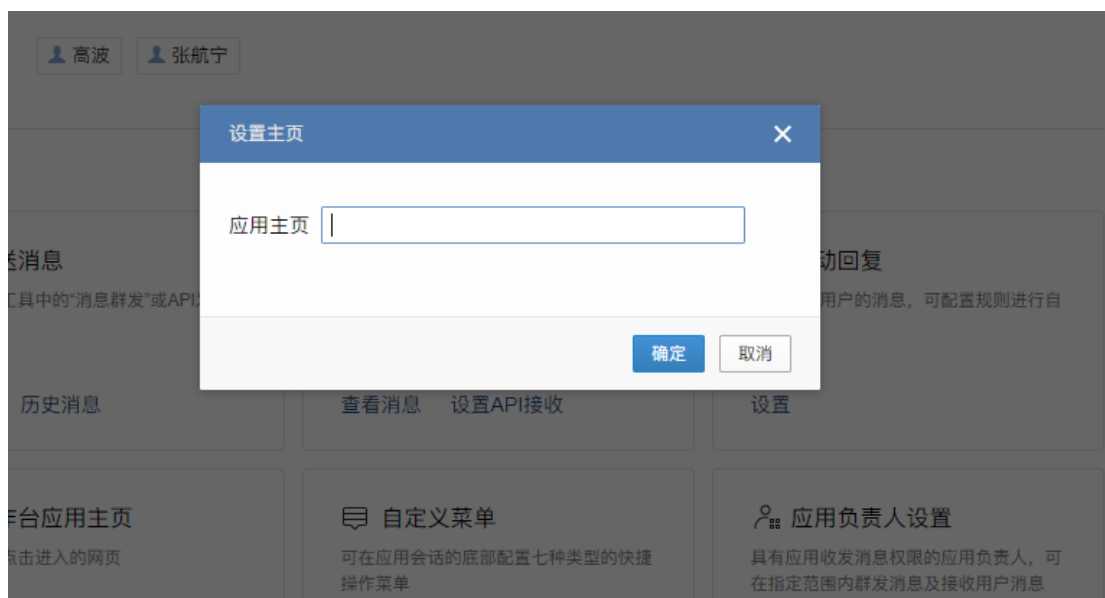 高波 张航宁
设置主页
应用主页
送消息
工具中的“消息群发”或API
动回复
用户的消息，可配置规则进行自
确定 取消
历史消息
查看消息 设置API接收
设置
作台应用主页
点击进入的网页
自定义菜单
可在应用会话的底部配置七种类型的快捷
操作菜单
应用负责人设置
具有应用收发消息权限的应用负责人，可
在指定范围内群发消息及接收用户消息